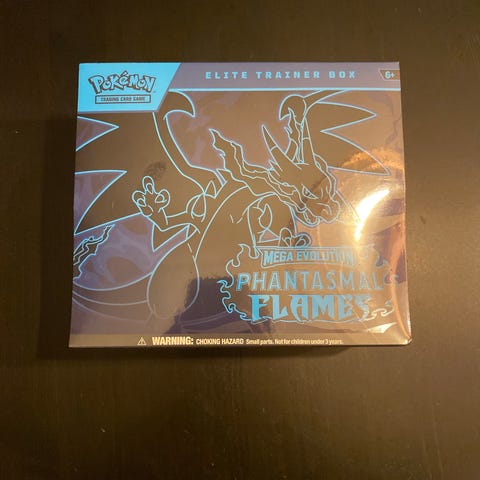 POKéMON
TRADING CARD GAME
ELITE TRAINER BOX
6+
MEGA EVOLUTION
PHANTASMAL
FLAMES
WARNING: CHOKING HAZARD Small parts. Not for children under 3 years.